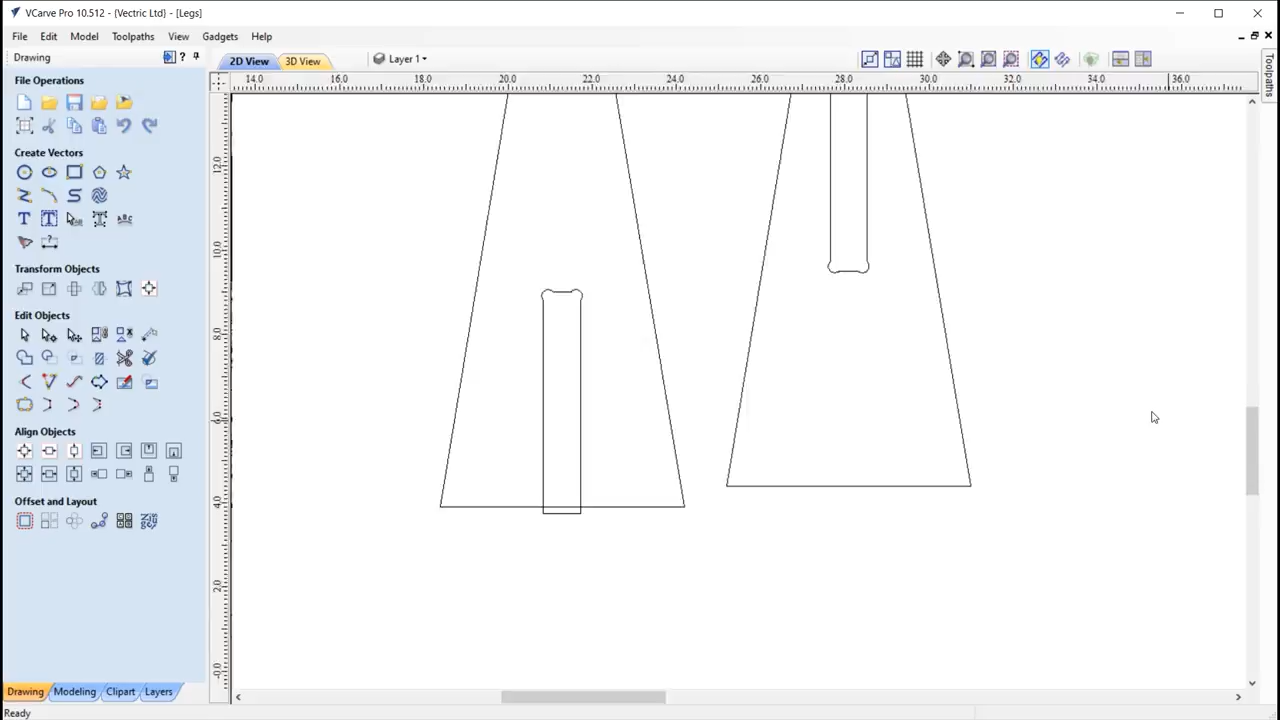 VCarve Pro 10.512 - {Vectric Ltd} - [Legs]
File Edit Model Toolpaths View Gadgets Help
Drawing
2D View 3D View Layer 1
Toolpaths
14.0 16.0 18.0 20.0 22.0 24.0 26.0 28.0 30.0 32.0 34.0 36.0
12.0
10.0
8.0
6.0
4.0
2.0
-0.0
File Operations
Create Vectors
Transform Objects
Edit Objects
Align Objects
Offset and Layout
Drawing Modeling Clipart Layers
Ready